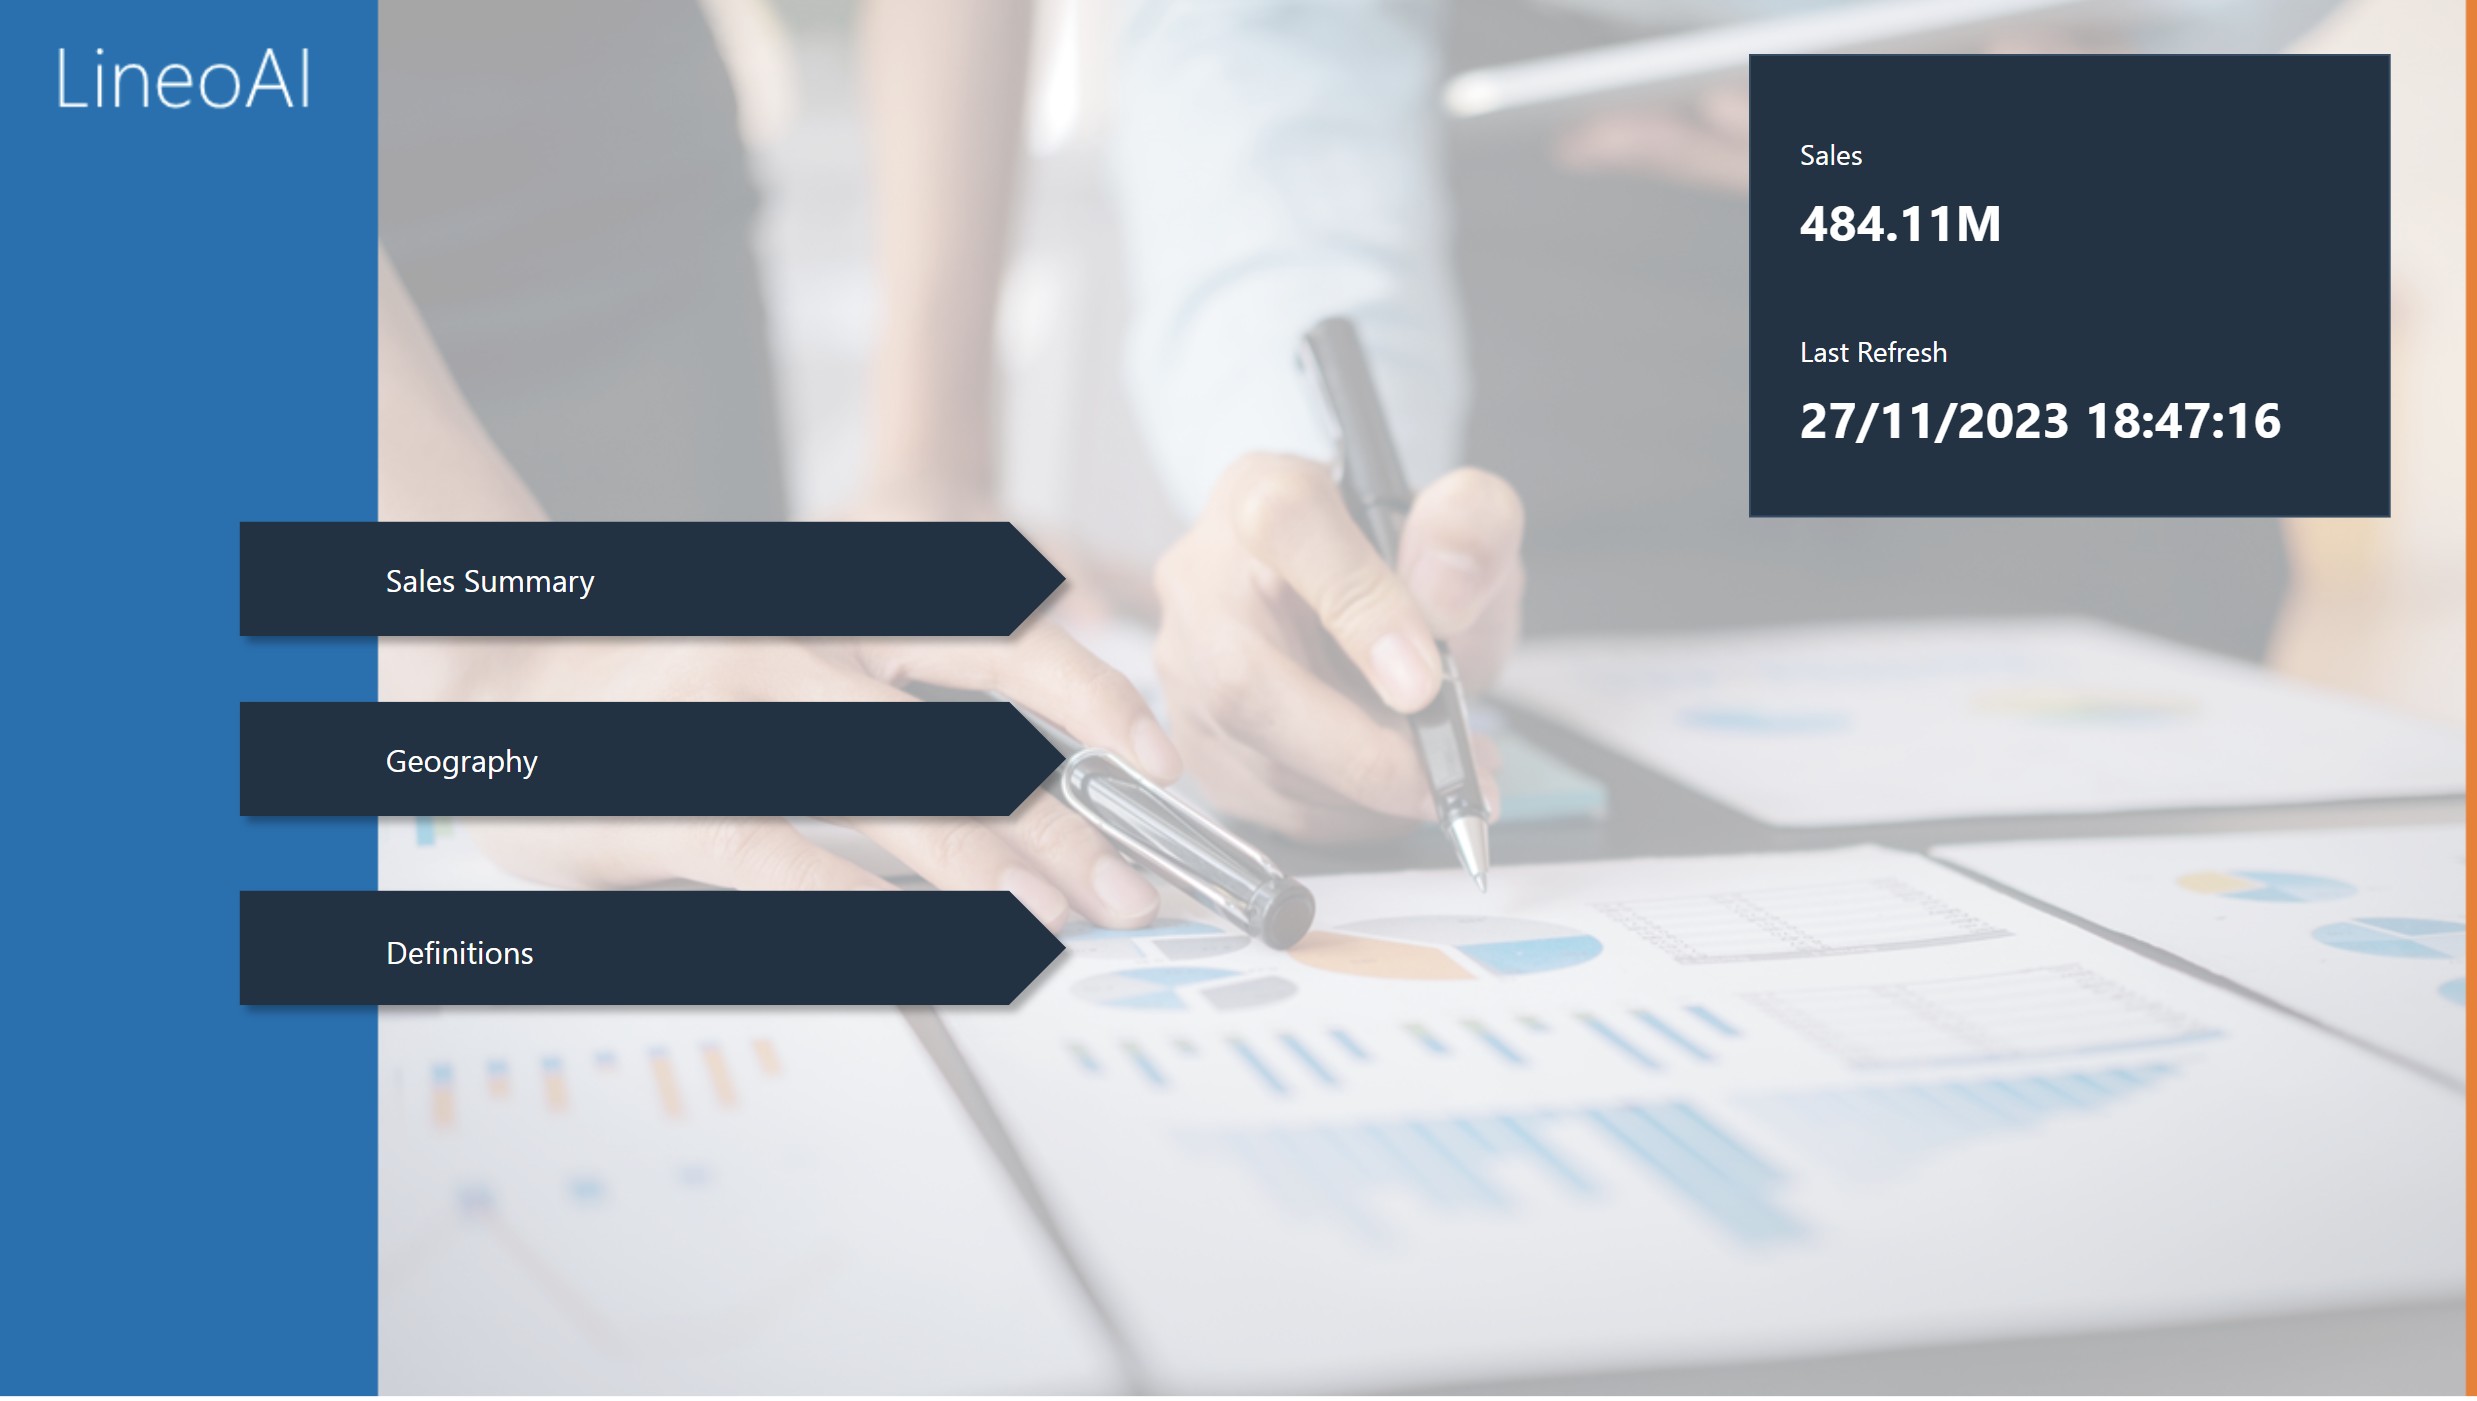 LineoAI
Sales
484.11M
Last Refresh
27/11/2023 18:47:16
Sales Summary
Geography
Definitions